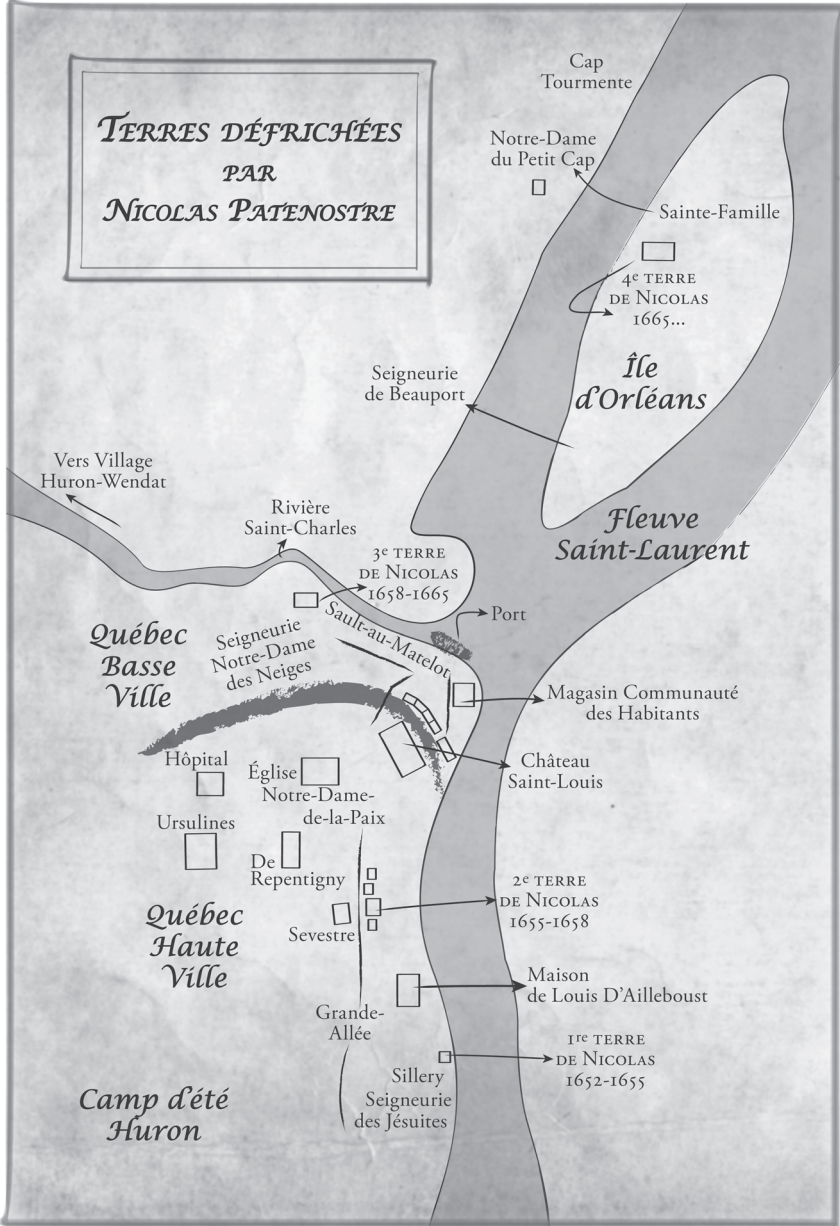 TERRES DÉFRICHÉES
PAR
NICOLAS PATENOSTRE
Cap
Tourmente
Notre-Dame
du Petit Cap
Sainte-Famille
4e TERRE
DE NICOLAS
1665...
Île
d'Orléans
Seigneurie
de Beauport
Vers Village
Huron-Wendat
Rivière
Saint-Charles
Fleuve
Saint-Laurent
3e TERRE
DE NICOLAS
1658-1665
Sault-au-Matelot
Port
Québec
Basse
Ville
Seigneurie
Notre-Dame
des Neiges
Magasin Communauté
des Habitants
Château
Saint-Louis
Hôpital
Église
Notre-Dame-
de-la-Paix
Ursulines
De
Repentigny
2e TERRE
DE NICOLAS
1655-1658
Québec
Haute
Ville
Sevestre
Maison
de Louis D'Ailleboust
Grande-
Allée
1re TERRE
DE NICOLAS
1652-1655
Sillery
Seigneurie
des Jésuites
Camp d'été
Huron